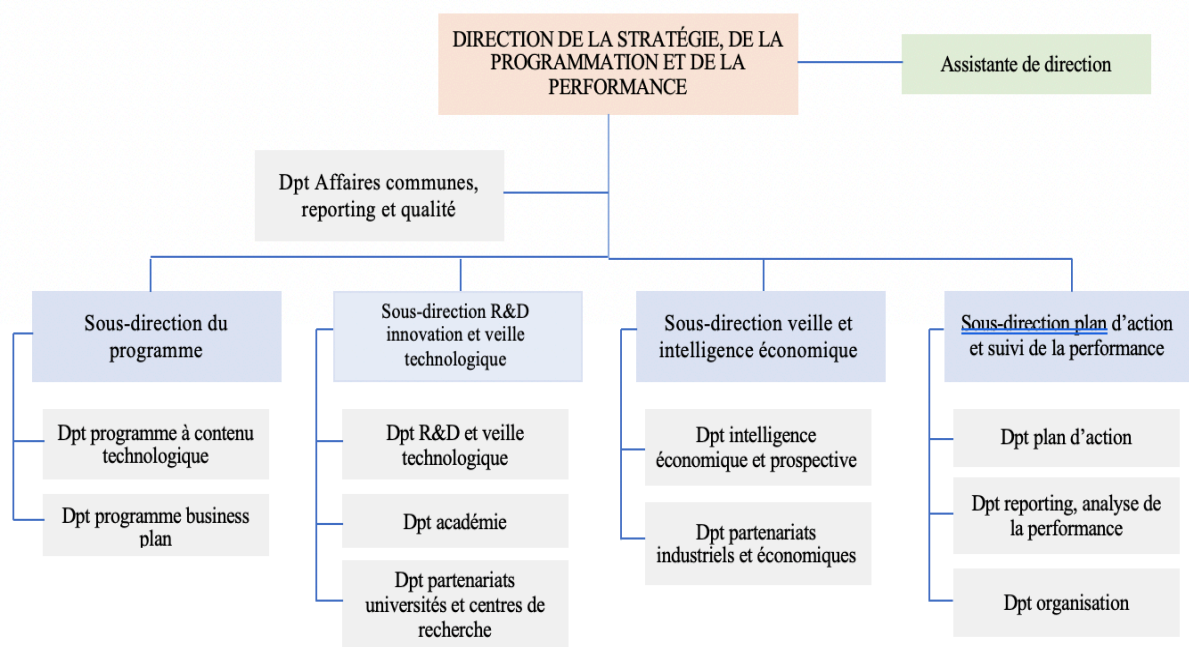 DIRECTION DE LA STRATÉGIE, DE LA
PROGRAMMATION ET DE LA
PERFORMANCE
Assistante de direction
Dpt Affaires communes,
reporting et qualité
Sous-direction du
programme
Dpt programme à contenu
technologique
Dpt programme business
plan
Sous-direction R&D
innovation et veille
technologique
Dpt R&D et veille
technologique
Dpt académie
Dpt partenariats
universités et centres de
recherche
Sous-direction veille et
intelligence économique
Dpt intelligence
économique et prospective
Dpt partenariats
industriels et économiques
Sous-direction plan d’action
et suivi de la performance
Dpt plan d’action
Dpt reporting, analyse de
la performance
Dpt organisation